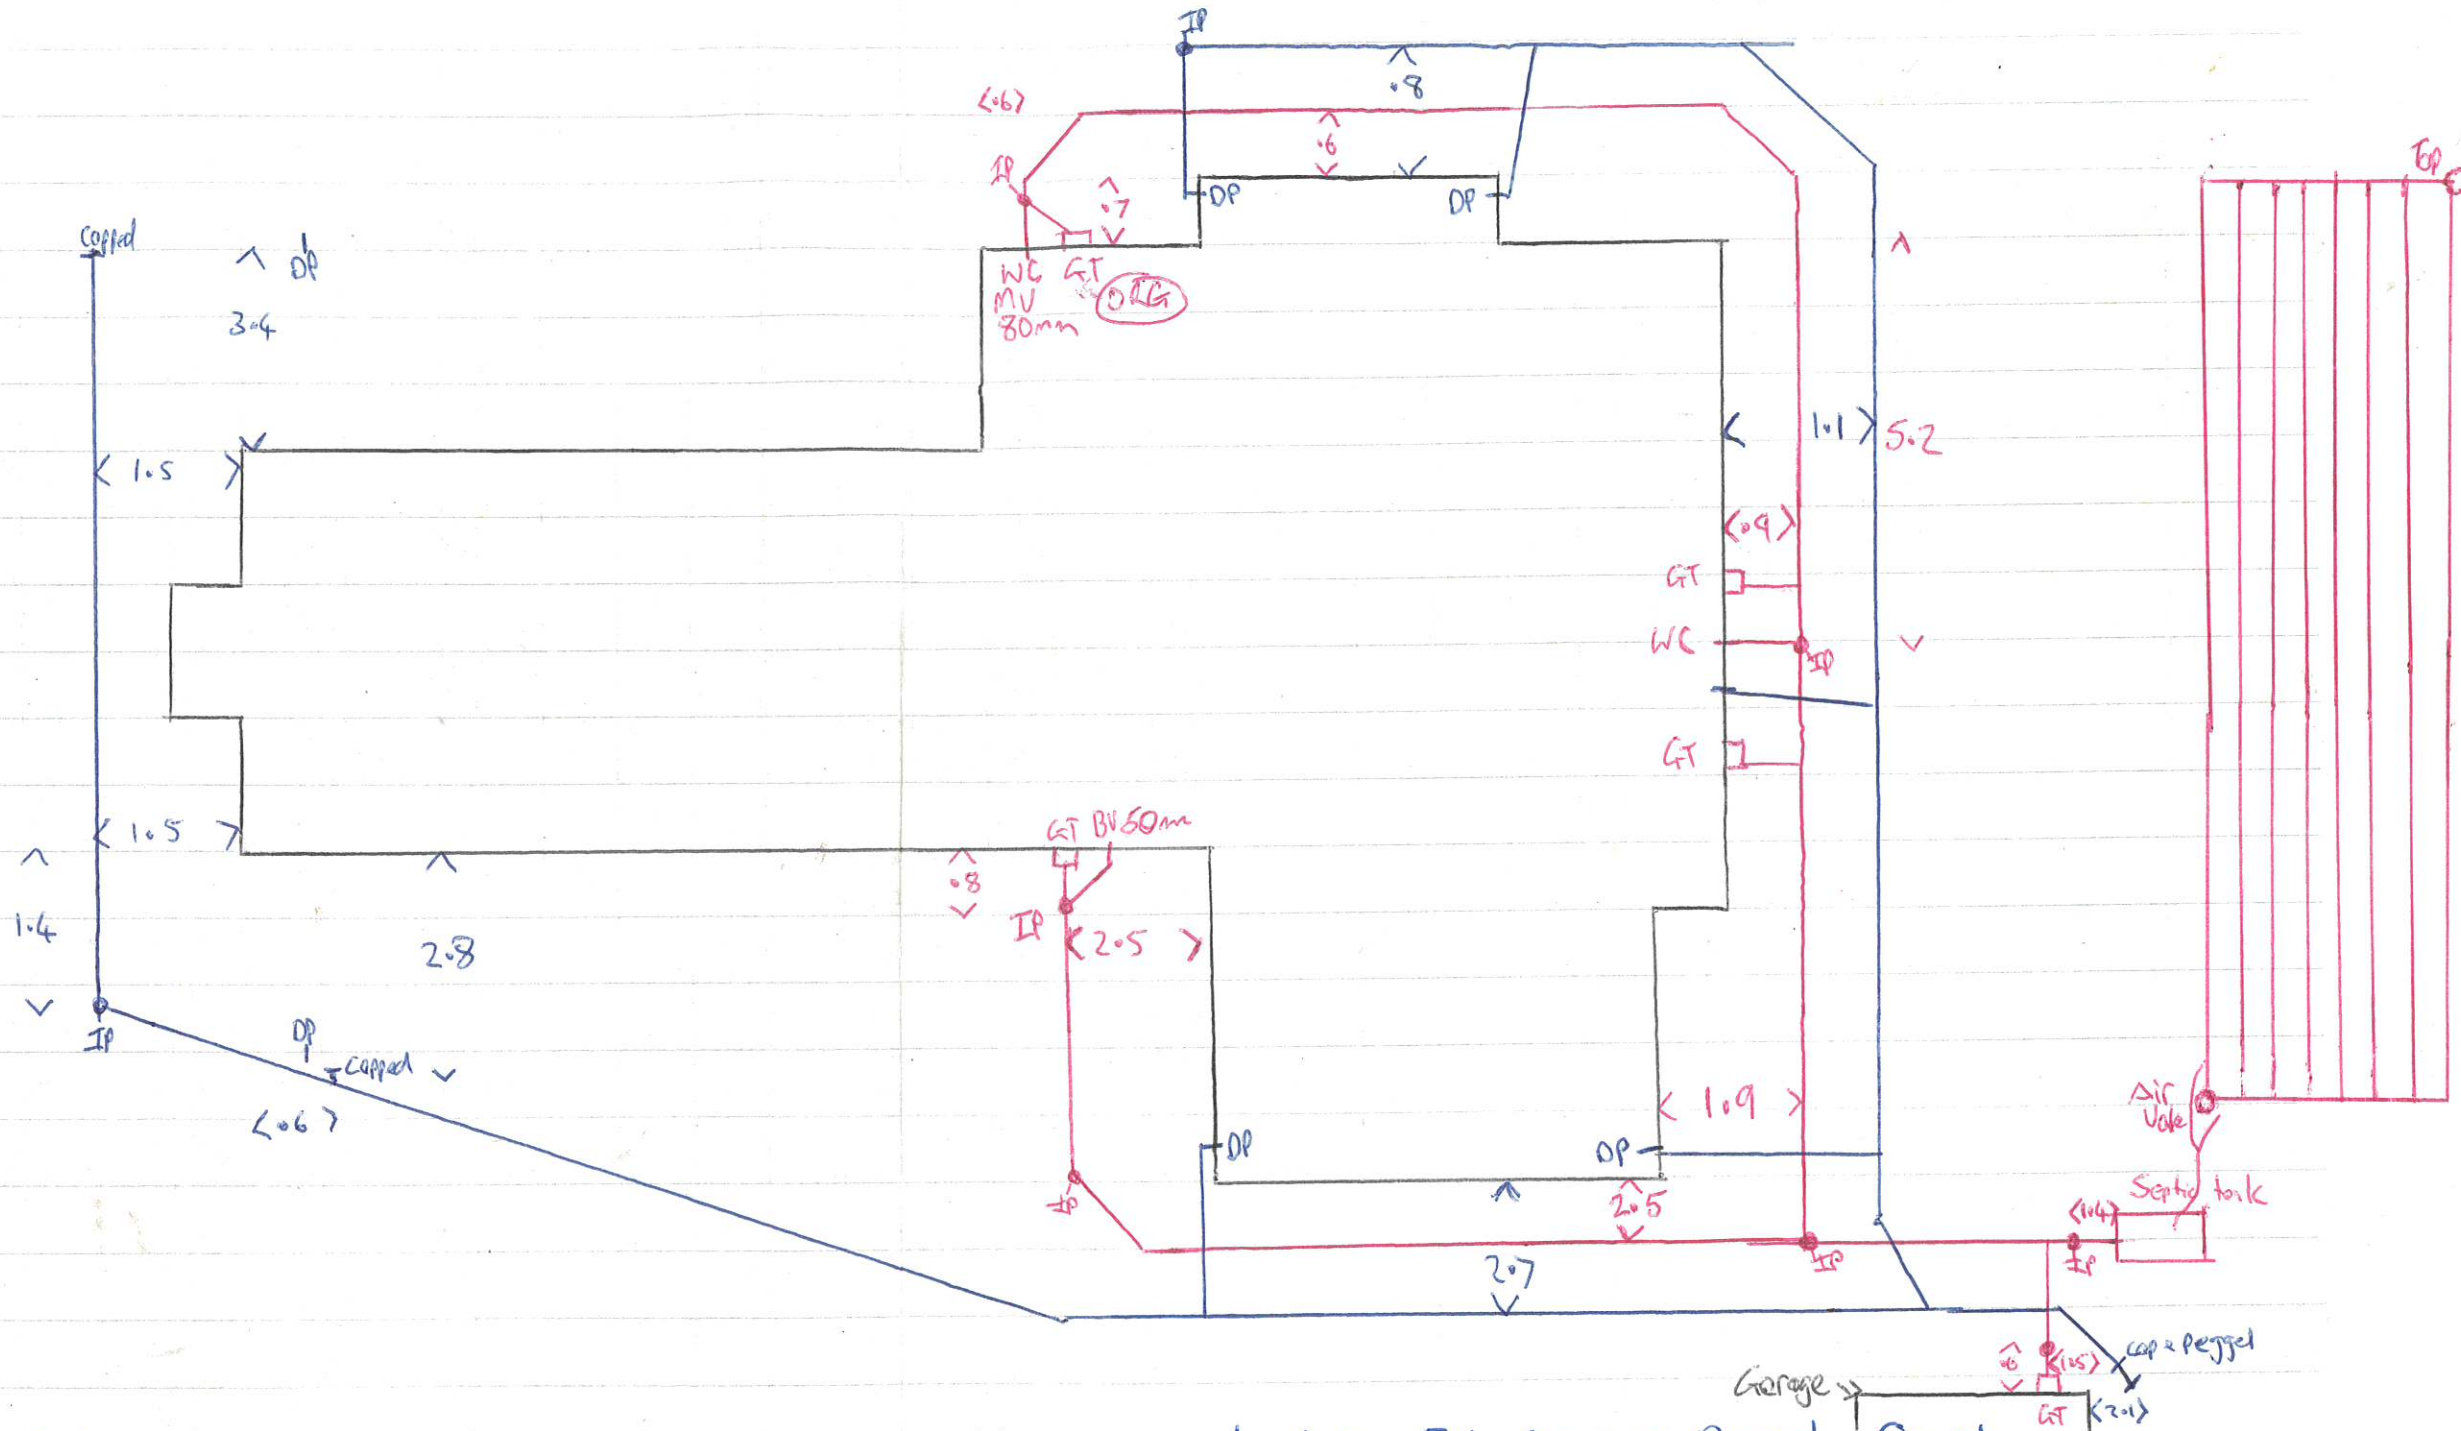 IP
<.6>
.8
.6
IP
.7
DP
DP
Top
Capped
DP
WC GT
MV
80mm
ORG
3.4
1.5
1.1
5.2
<.9>
GT
WC
IP
GT
1.5
GT BV 50mm
.8
1.4
IP
2.5
2.8
IP
DP
Capped
<.6>
DP
1.9
DP
Air
Valve
IP
2.5
Septic tank
<1.4>
IP
IP
2.7
cap & pegged
.6
<1.5>
Garage
GT
<2.1>